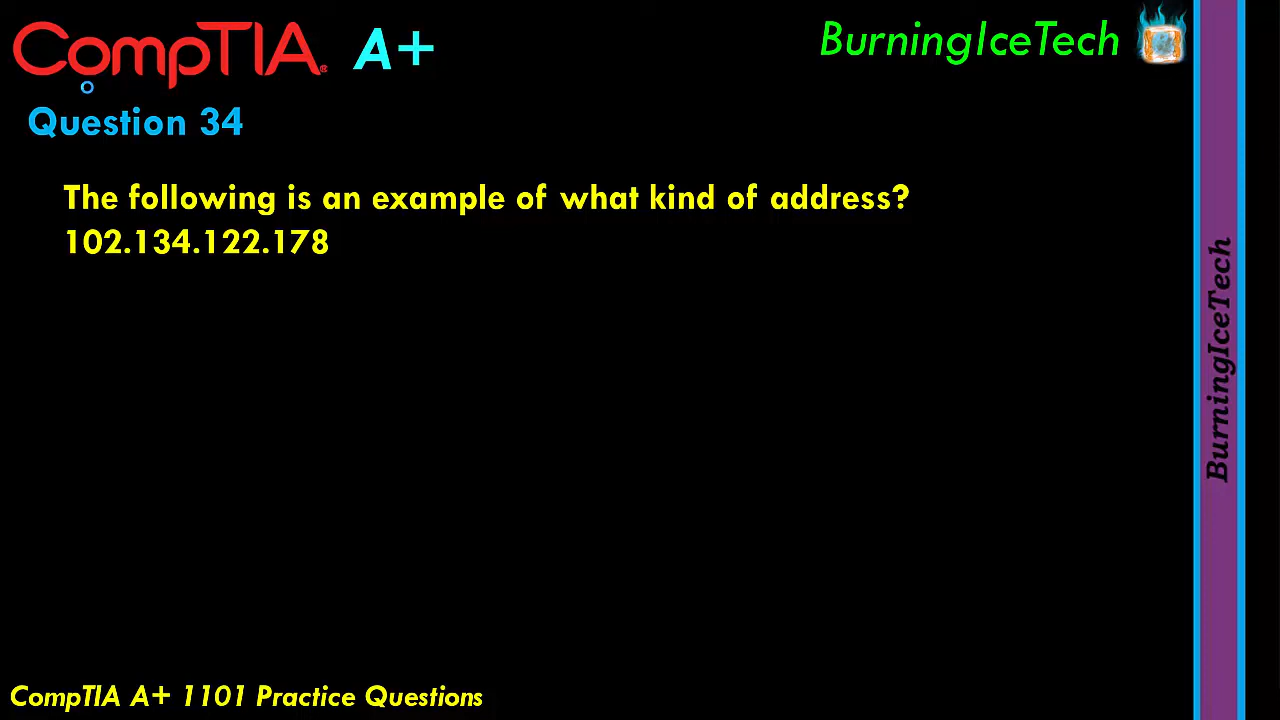 CompTIA® A+
BurningIceTech
Question 34
The following is an example of what kind of address?
102.134.122.178
BurningIceTech
CompTIA A+ 1101 Practice Questions